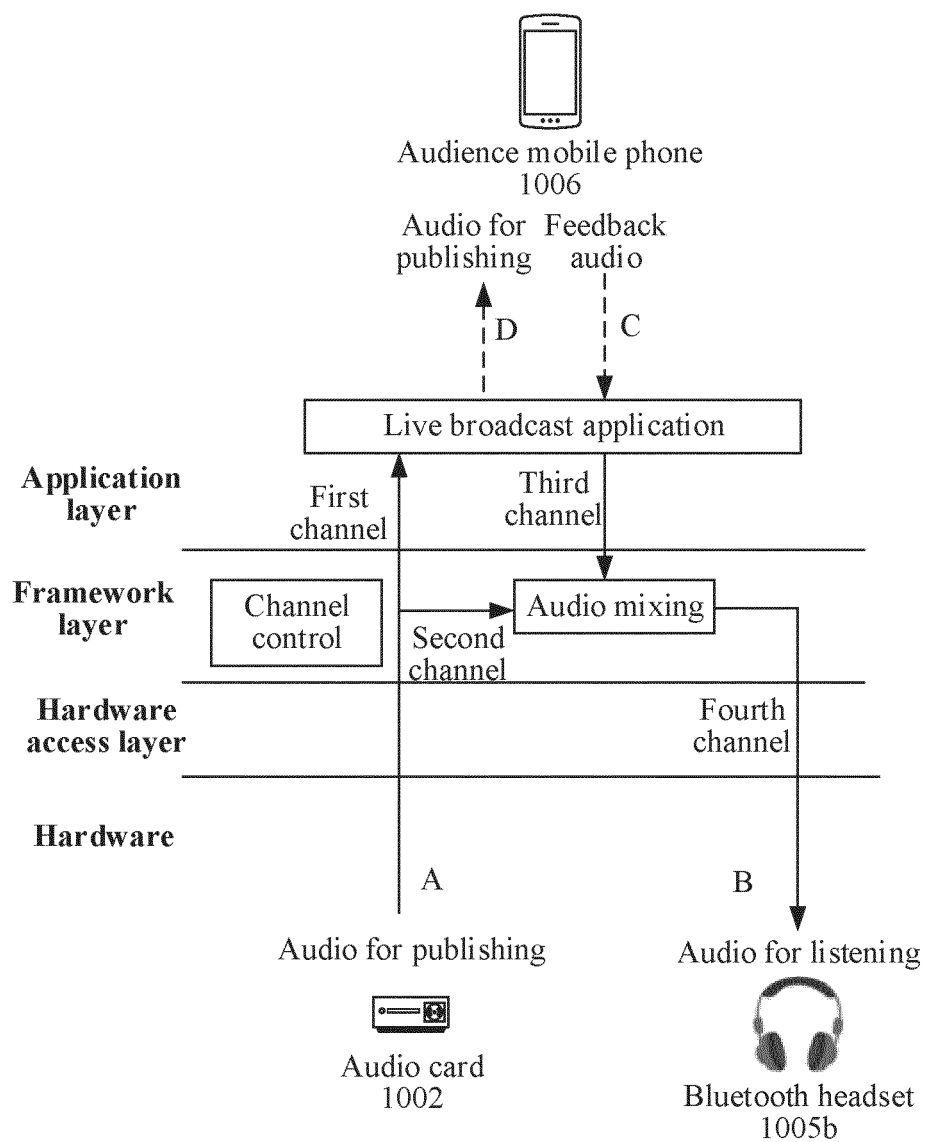 Audience mobile phone
1006
Audio for
publishing
Feedback
audio
D
C
Live broadcast application
Application
layer
First
channel
Third
channel
Framework
layer
Channel
control
Audio mixing
Second
channel
Hardware
access layer
Fourth
channel
Hardware
A
B
Audio for publishing
Audio for listening
Audio card
1002
Bluetooth headset
1005b